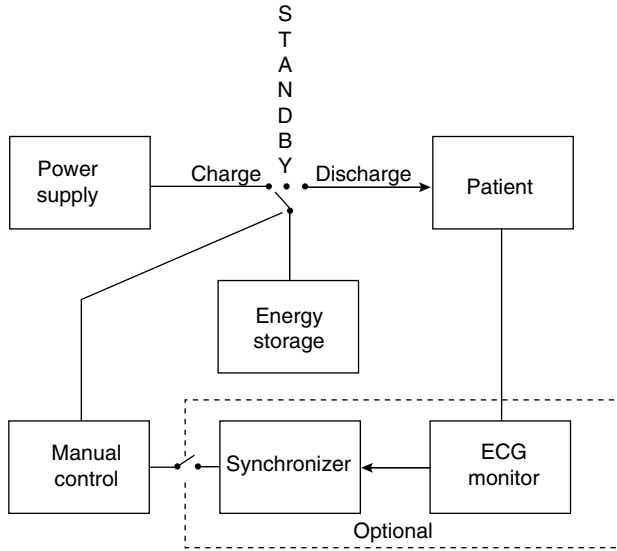 S
T
A
N
D
B
Y
Power
supply
Charge
Discharge
Patient
Energy
storage
Manual
control
Synchronizer
ECG
monitor
Optional